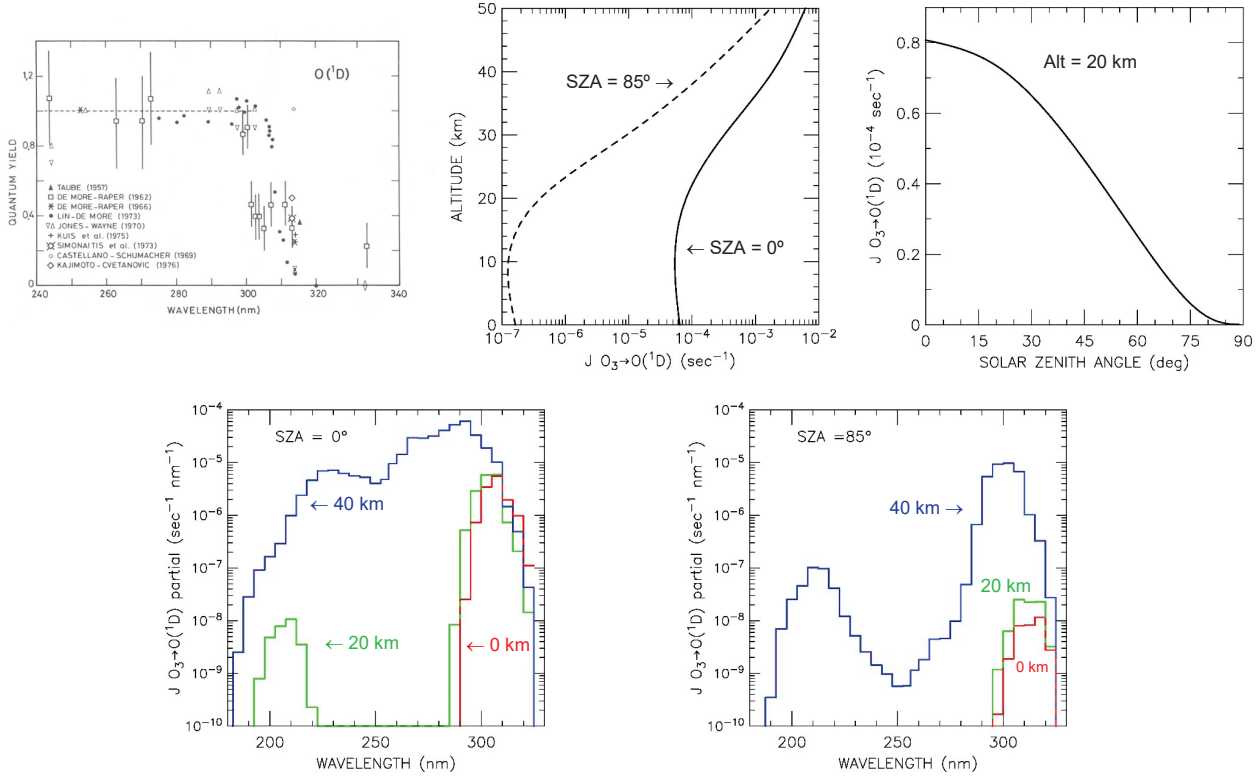 O(¹D)
1,2
0.8
0.4
0
QUANTUM YIELD
▲ TAUBE (1957)
□ DE MORE-RAPER (1962)
✳ DE MORE-RAPER (1966)
• LIN-DE MORE (1973)
▽△ JONES-WAYNE (1970)
+ KUIS et al. (1975)
SIMONAITIS et al. (1973)
○ CASTELLANO-SCHUMACHER (1969)
◇ KAJIMOTO-CVETANOVIC (1976)
240 260 280 300 320 340
WAVELENGTH (nm)
50
40
30
20
10
0
ALTITUDE (km)
SZA = 85º →
← SZA = 0º
10⁻⁷ 10⁻⁶ 10⁻⁵ 10⁻⁴ 10⁻³ 10⁻²
J O₃→O(¹D) (sec⁻¹)
Alt = 20 km
0.8
0.6
0.4
0.2
0.0
J O₃→O(¹D) (10⁻⁴ sec⁻¹)
0 15 30 45 60 75 90
SOLAR ZENITH ANGLE (deg)
10⁻⁴
10⁻⁵
10⁻⁶
10⁻⁷
10⁻⁸
10⁻⁹
10⁻¹⁰
J O₃→O(¹D) partial (sec⁻¹ nm⁻¹)
SZA = 0º
← 40 km
← 20 km
← 0 km
200 250 300
WAVELENGTH (nm)
10⁻⁴
10⁻⁵
10⁻⁶
10⁻⁷
10⁻⁸
10⁻⁹
10⁻¹⁰
J O₃→O(¹D) partial (sec⁻¹ nm⁻¹)
SZA =85º
40 km →
20 km
0 km
200 250 300
WAVELENGTH (nm)